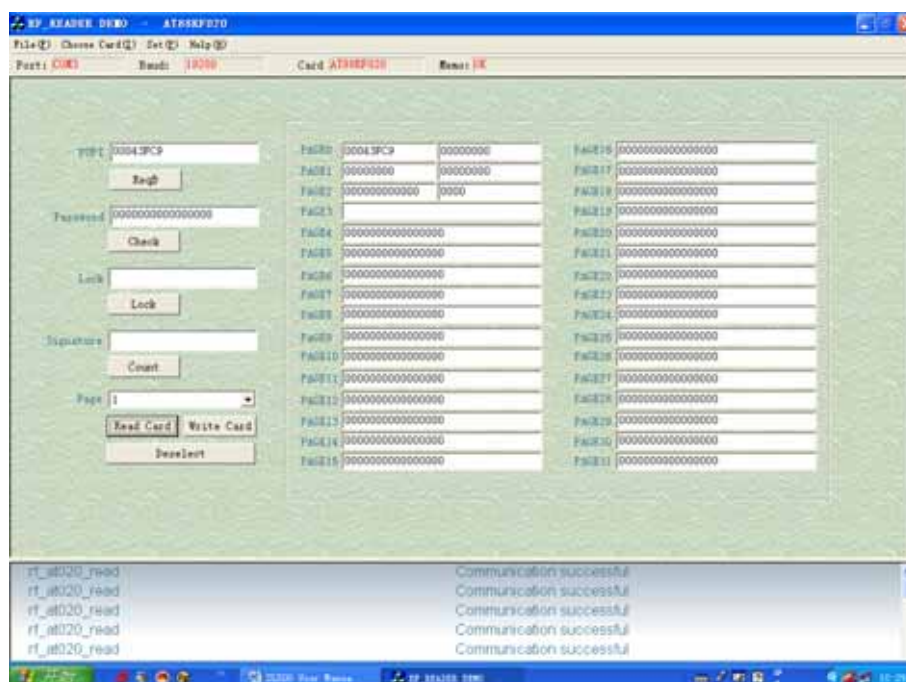 RF_READER DEMO - AT88RF020
File(F) Choose Card(C) Set(S) Help(H)
Port: COM3 Baud: 19200 Card AT88RF020 Memo: OK
PUPI 00043FC9
ReqB
Password 0000000000000000
Check
Lock
Lock
Signature
Count
Page 1
Read Card Write Card
Deselect
PAGE0 00043FC9 00000000
PAGE1 00000000 00000000
PAGE2 000000000000 0000
PAGE3
PAGE4 0000000000000000
PAGE5 0000000000000000
PAGE6 0000000000000000
PAGE7 0000000000000000
PAGE8 0000000000000000
PAGE9 0000000000000000
PAGE10 0000000000000000
PAGE11 0000000000000000
PAGE12 0000000000000000
PAGE13 0000000000000000
PAGE14 0000000000000000
PAGE15 0000000000000000
PAGE16 0000000000000000
PAGE17 0000000000000000
PAGE18 0000000000000000
PAGE19 0000000000000000
PAGE20 0000000000000000
PAGE21 0000000000000000
PAGE22 0000000000000000
PAGE23 0000000000000000
PAGE24 0000000000000000
PAGE25 0000000000000000
PAGE26 0000000000000000
PAGE27 0000000000000000
PAGE28 0000000000000000
PAGE29 0000000000000000
PAGE30 0000000000000000
PAGE31 0000000000000000
rf_at020_read Communication successful
rf_at020_read Communication successful
rf_at020_read Communication successful
rf_at020_read Communication successful
rf_at020_read Communication successful
开始 User Manua... RF READER DEMO